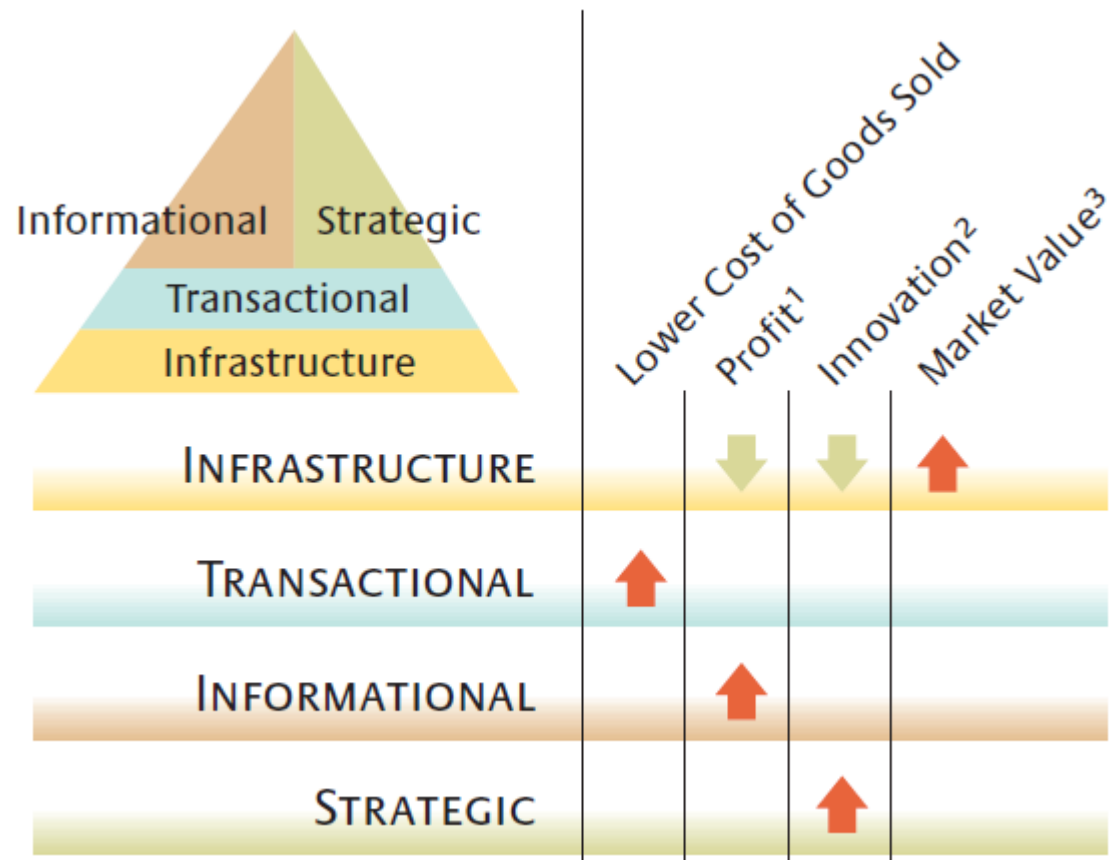 Informational
Strategic
Transactional
Infrastructure
Lower Cost of Goods Sold
Profit¹
Innovation²
Market Value³
INFRASTRUCTURE
TRANSACTIONAL
INFORMATIONAL
STRATEGIC